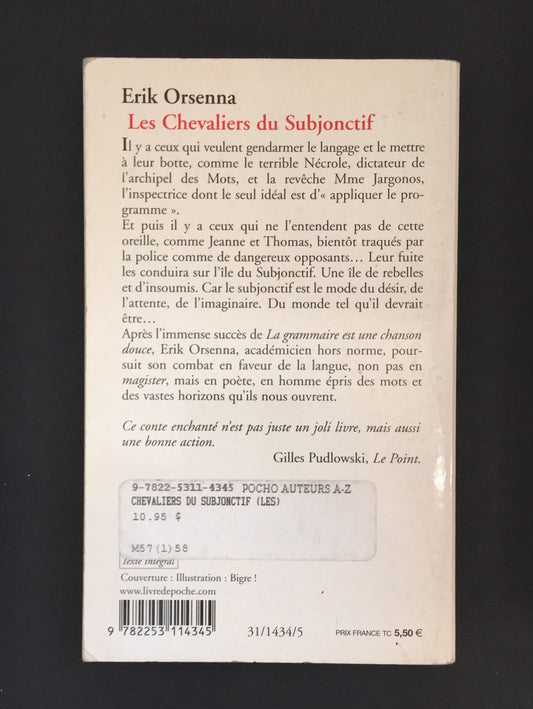 Erik Orsenna
Les Chevaliers du Subjonctif
Il y a ceux qui veulent gendarmer le langage et le mettre
à leur botte, comme le terrible Nécrole, dictateur de
l'archipel des Mots, et la revêche Mme Jargonos,
l'inspectrice dont le seul idéal est d'« appliquer le pro-
gramme ».
Et puis il y a ceux qui ne l'entendent pas de cette
oreille, comme Jeanne et Thomas, bientôt traqués par
la police comme de dangereux opposants… Leur fuite
les conduira sur l'île du Subjonctif. Une île de rebelles
et d'insoumis. Car le subjonctif est le mode du désir, de
l'attente, de l'imaginaire. Du monde tel qu'il devrait
être…
Après l'immense succès de La grammaire est une chanson
douce, Erik Orsenna, académicien hors norme, pour-
suit son combat en faveur de la langue, non pas en
magister, mais en poète, en homme épris des mots et
des vastes horizons qu'ils nous ouvrent.
Ce conte enchanté n'est pas juste un joli livre, mais aussi
une bonne action.
Gilles Pudlowski, Le Point.
9-7822-5311-4345 POCHO AUTEURS A-Z
CHEVALIERS DU SUBJONCTIF (LES)
10.95 $
M57(1)58
Texte intégral
Couverture : Illustration : Bigre !
www.livredepoche.com
9 782253 114345
31/1434/5
PRIX FRANCE TC 5,50 €